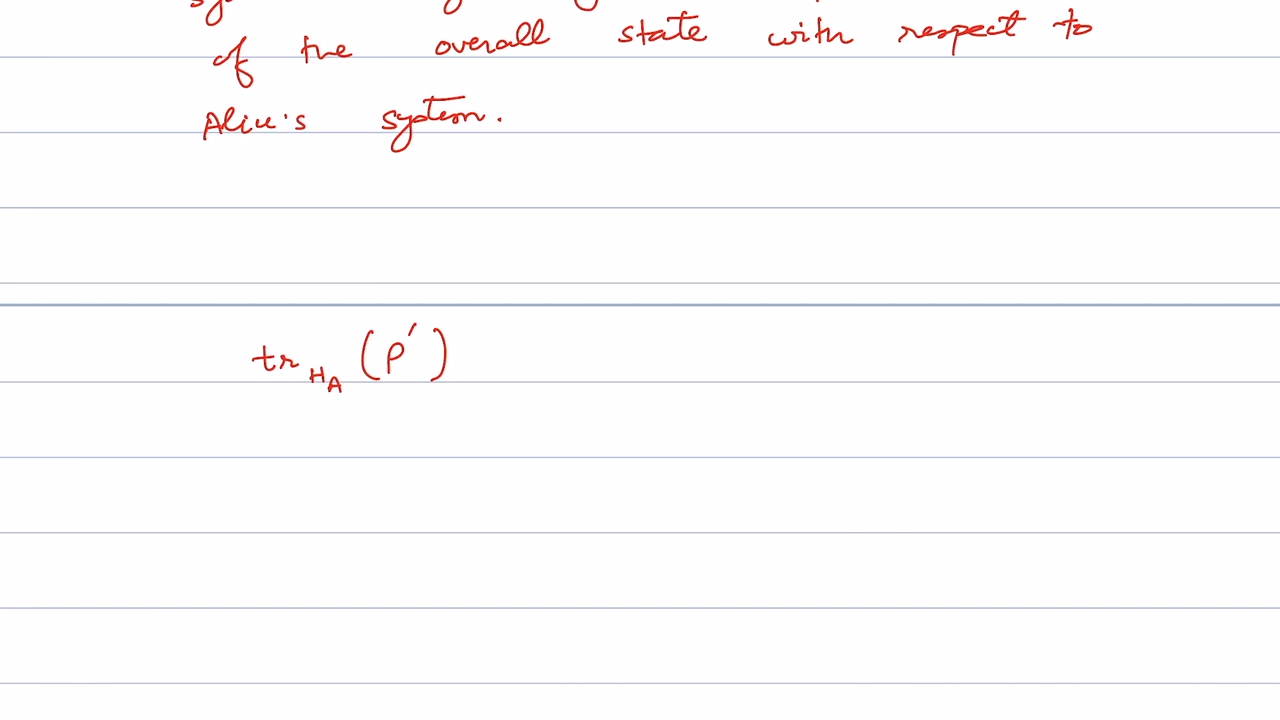 of the overall state with respect to
Alice's system.
tr_{H_A} (ρ′)